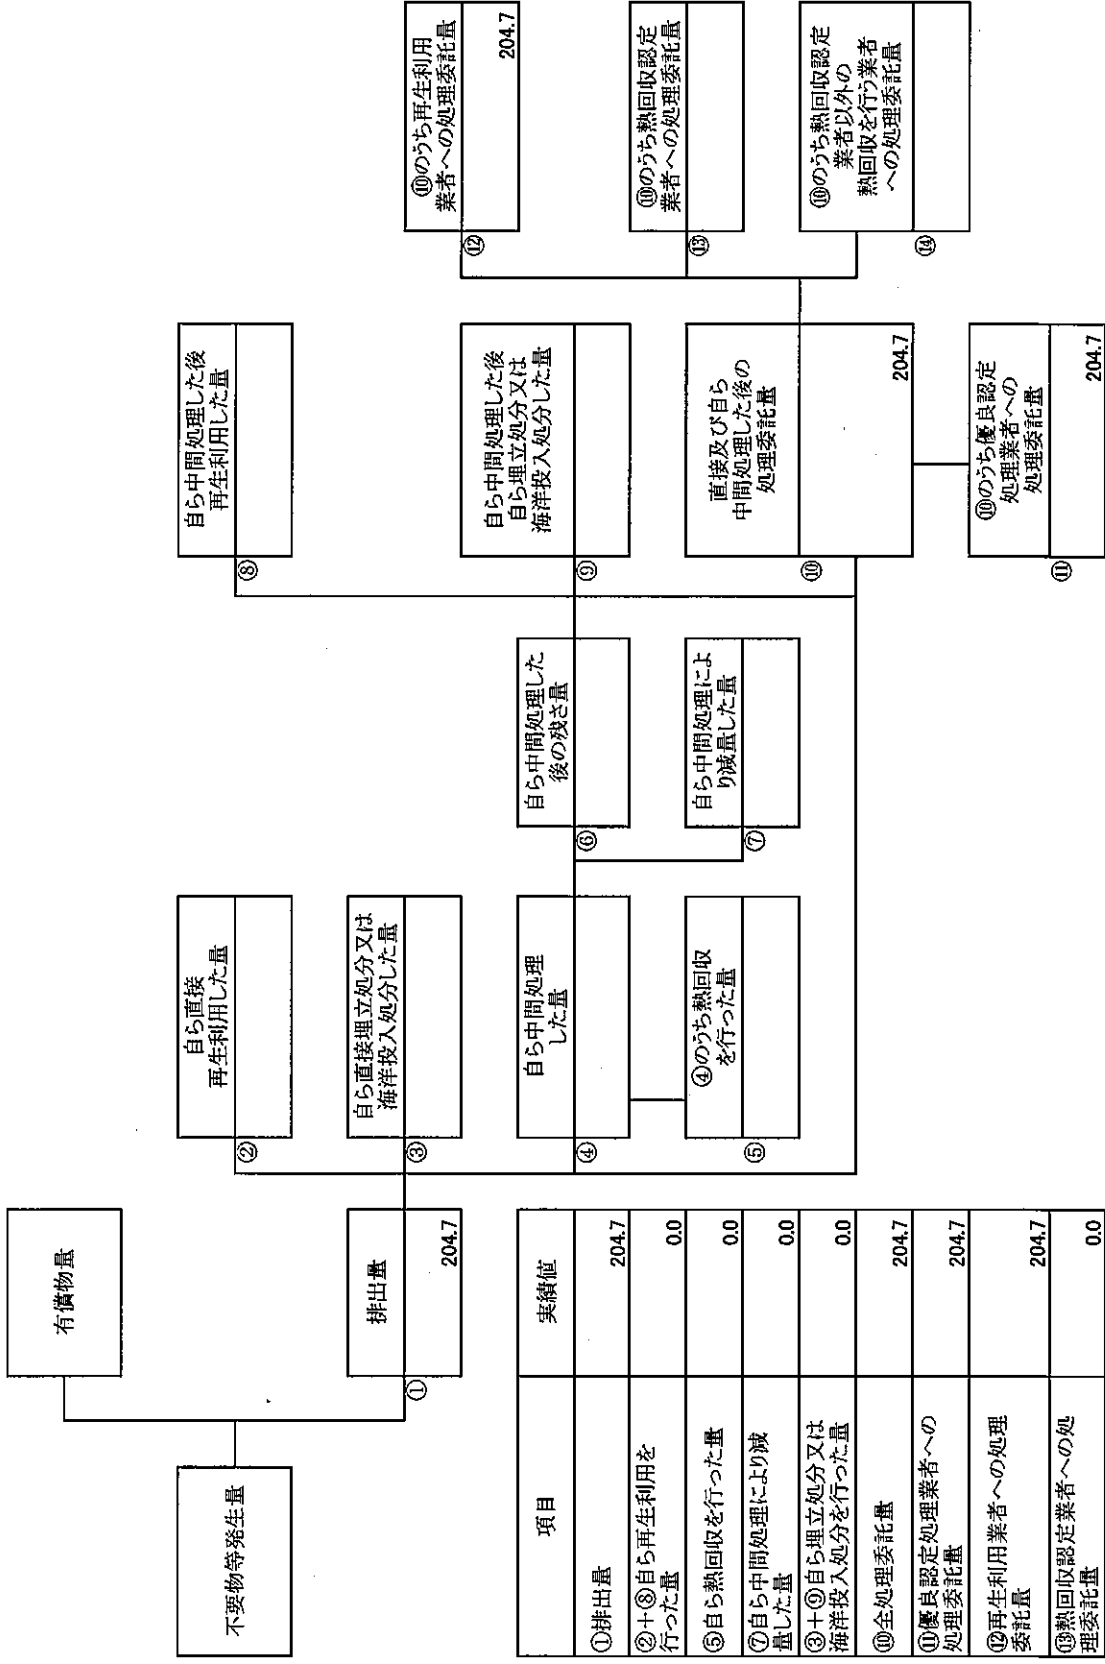 不要物等発生量
有償物量
排出量
①
204.7
自ら直接
再生利用した量
②
自ら直接埋立処分又は
海洋投入処分した量
③
自ら中間処理
した量
④
④のうち熱回収
を行った量
⑤
自ら中間処理した
後の残さ量
⑥
自ら中間処理によ
り減量した量
⑦
自ら中間処理した後
再生利用した量
⑧
自ら中間処理した後
自ら埋立処分又は
海洋投入処分した量
⑨
直接及び自ら
中間処理した後の
処理委託量
⑩
204.7
⑩のうち優良認定
処理業者への
処理委託量
⑪
204.7
⑩のうち再生利用
業者への処理委託量
⑫
204.7
⑩のうち熱回収認定
業者への処理委託量
⑬
⑩のうち熱回収認定
業者以外の
熱回収を行う業者
への処理委託量
⑭
項目 実績値
①排出量 204.7
②+⑧自ら再生利用を
行った量 0.0
⑤自ら熱回収を行った量 0.0
⑦自ら中間処理により減
量した量 0.0
③+⑨自ら埋立処分又は
海洋投入処分を行った量 0.0
⑩全処理委託量 204.7
⑪優良認定処理業者への
処理委託量 204.7
⑫再生利用業者への処理
委託量 204.7
⑬熱回収認定業者への処
理委託量 0.0